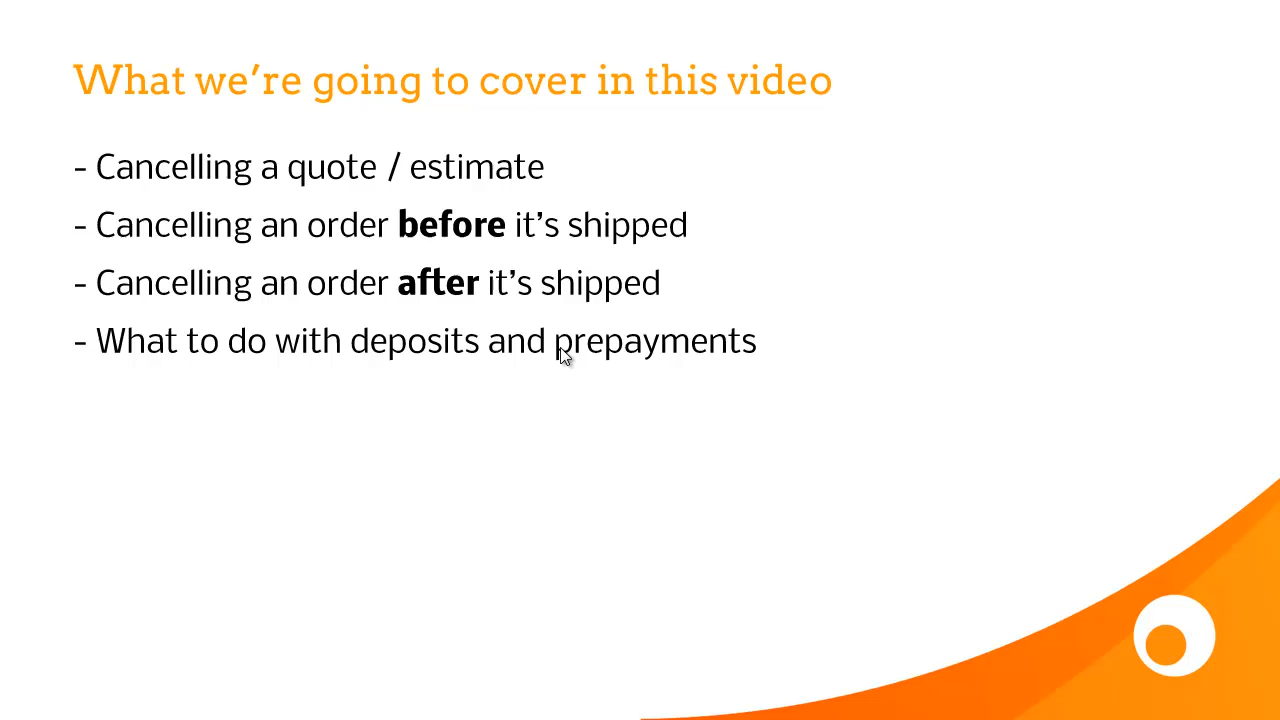 What we’re going to cover in this video
- Cancelling a quote / estimate
- Cancelling an order before it’s shipped
- Cancelling an order after it’s shipped
- What to do with deposits and prepayments